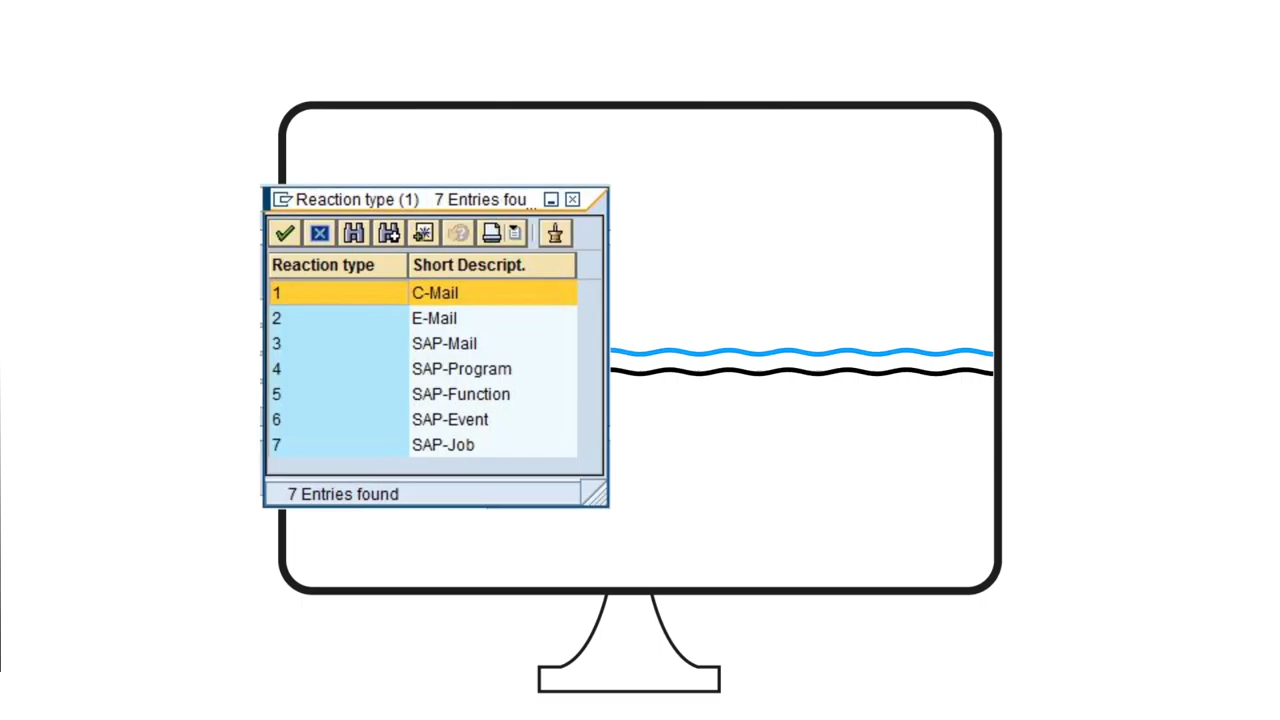 Reaction type (1) 7 Entries fou...
Reaction type Short Descript.
1 C-Mail
2 E-Mail
3 SAP-Mail
4 SAP-Program
5 SAP-Function
6 SAP-Event
7 SAP-Job
7 Entries found